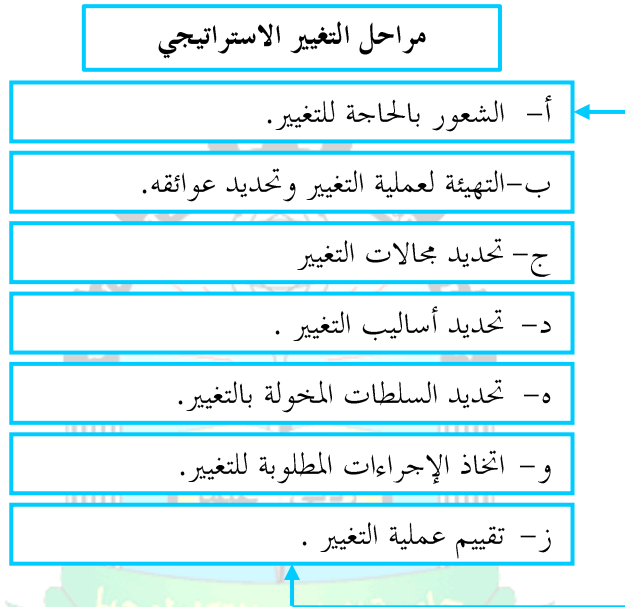 مراحل التغيير الاستراتيجي
أ- الشعور بالحاجة للتغيير.
ب-التهيئة لعملية التغيير وتحديد عوائقه.
ج- تحديد مجالات التغيير
د- تحديد أساليب التغيير .
ه- تحديد السلطات المخولة بالتغيير.
و- اتخاذ الإجراءات المطلوبة للتغيير.
ز- تقييم عملية التغيير .